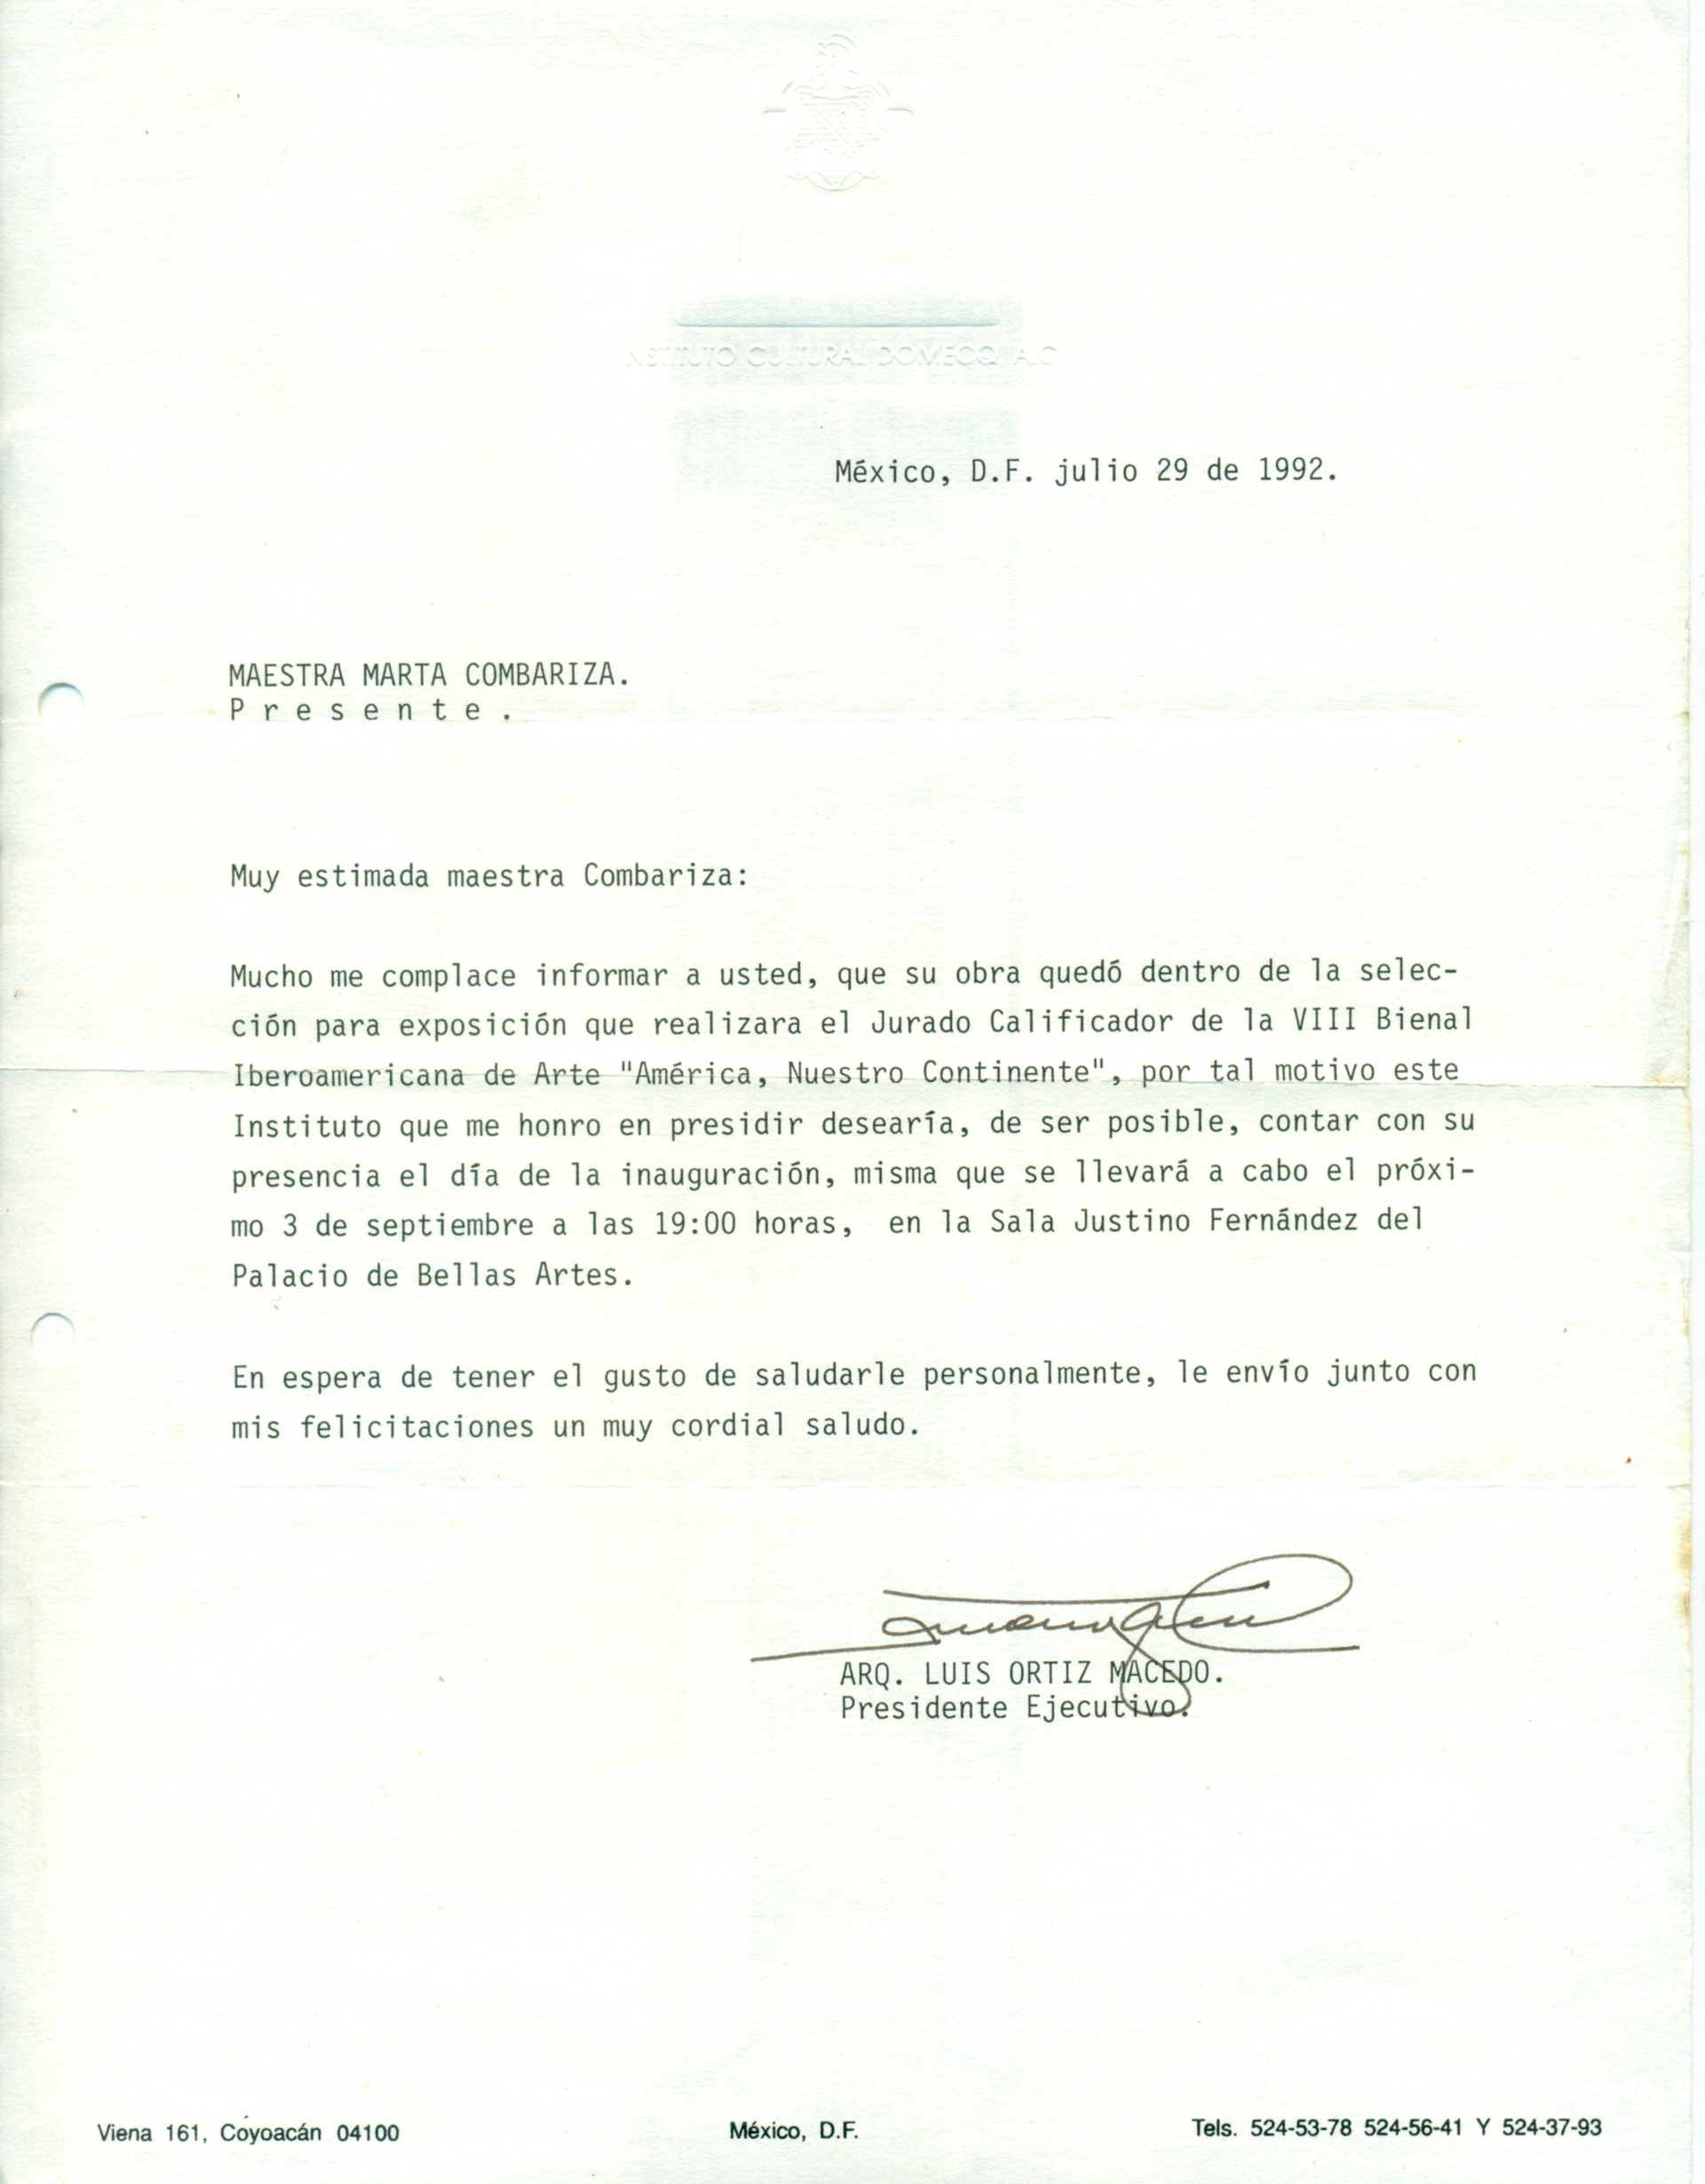 INSTITUTO CULTURAL DOMECQ, A.C.
México, D.F. julio 29 de 1992.
MAESTRA MARTA COMBARIZA.
P r e s e n t e .
Muy estimada maestra Combariza:
Mucho me complace informar a usted, que su obra quedó dentro de la selec-
ción para exposición que realizara el Jurado Calificador de la VIII Bienal
Iberoamericana de Arte "América, Nuestro Continente", por tal motivo este
Instituto que me honro en presidir desearía, de ser posible, contar con su
presencia el día de la inauguración, misma que se llevará a cabo el próxi-
mo 3 de septiembre a las 19:00 horas, en la Sala Justino Fernández del
Palacio de Bellas Artes.
En espera de tener el gusto de saludarle personalmente, le envío junto con
mis felicitaciones un muy cordial saludo.
ARQ. LUIS ORTIZ MACEDO.
Presidente Ejecutivo.
Viena 161, Coyoacán 04100 México, D.F. Tels. 524-53-78 524-56-41 Y 524-37-93